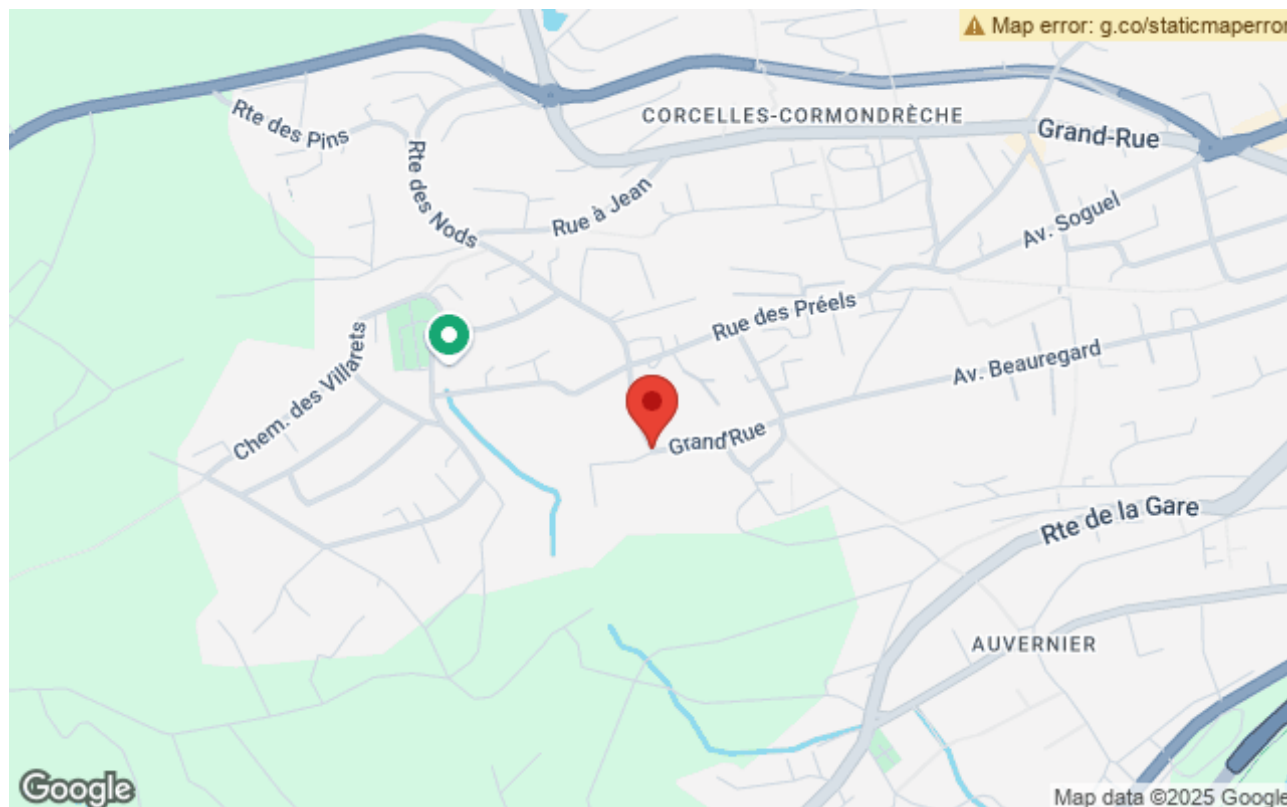 Map error: g.co/staticmaperror
CORCELLES-CORMONDRÈCHE
Grand-Rue
Rte des Pins
Rte des Nods
Rue à Jean
Av. Soguel
Rue des Préels
Av. Beauregard
Chem. des Villarets
Grand'Rue
Rte de la Gare
AUVERNIER
Google
Map data ©2025 Google